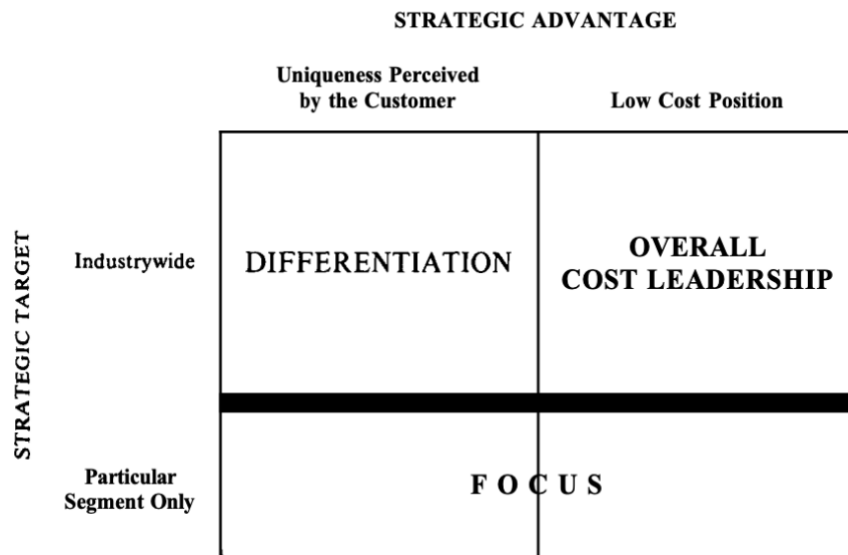 STRATEGIC ADVANTAGE
Uniqueness Perceived
by the Customer
Low Cost Position
STRATEGIC TARGET
Industrywide
DIFFERENTIATION
OVERALL
COST LEADERSHIP
Particular
Segment Only
FOCUS